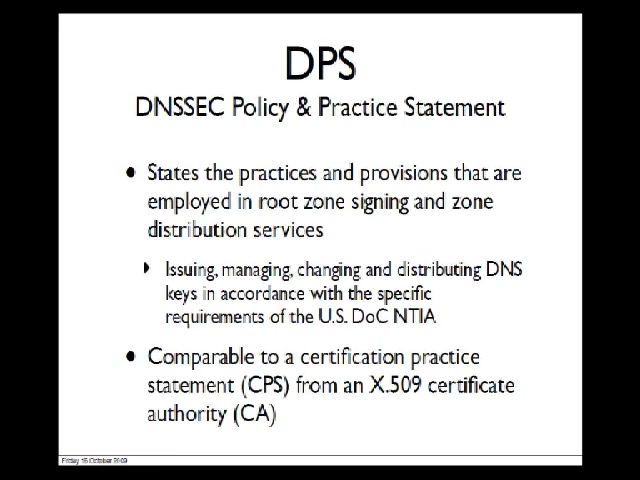 DPS
DNSSEC Policy & Practice Statement
• States the practices and provisions that are
employed in root zone signing and zone
distribution services
‣ Issuing, managing, changing and distributing DNS
keys in accordance with the specific
requirements of the U.S. DoC NTIA
• Comparable to a certification practice
statement (CPS) from an X.509 certificate
authority (CA)
Friday 16 October 2009